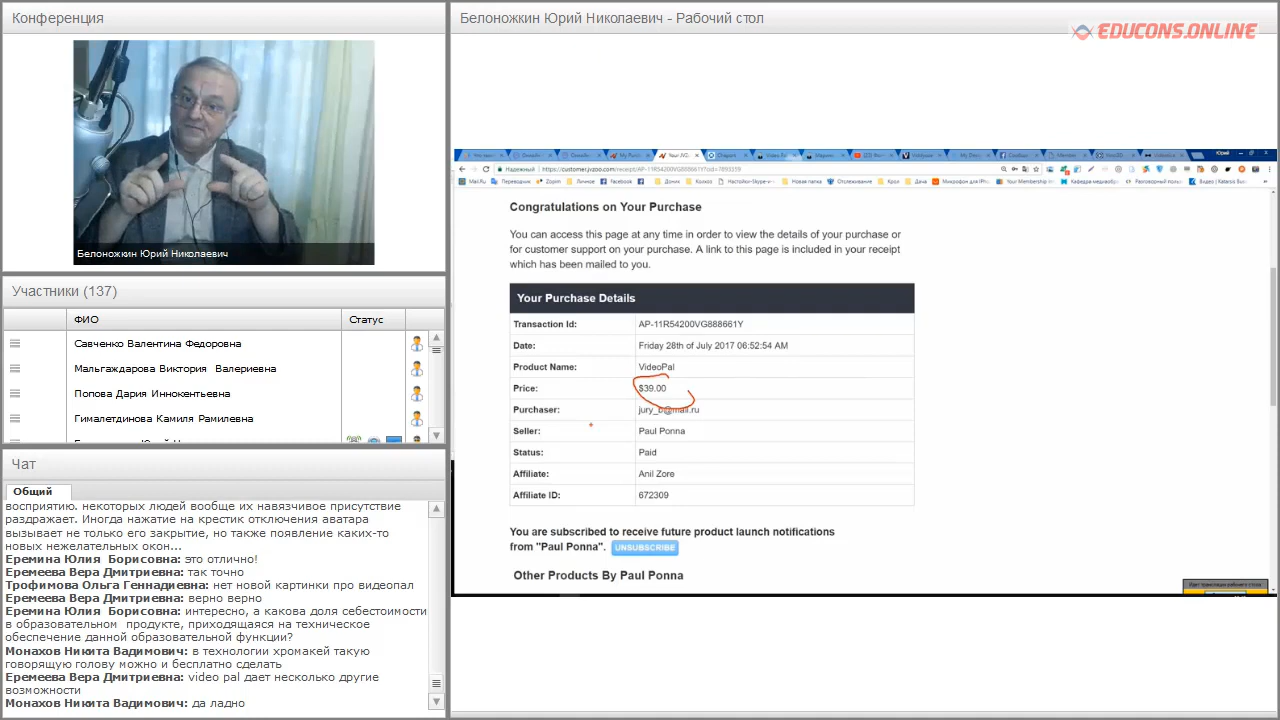 Конференция
Белоножкин Юрий Николаевич
Участники (137)
ФИО
Статус
Савченко Валентина Федоровна
Мальгаждарова Виктория Валериевна
Попова Дария Иннокентьевна
Гималетдинова Камиля Рамилевна
Чат
Общий
восприятию. некоторых людей вообще их навязчивое присутствие
раздражает. Иногда нажатие на крестик отключения аватара
вызывает не только его закрытие, но также появление каких-то
новых нежелательных окон...
Еремина Юлия Борисовна: это отлично!
Еремеева Вера Дмитриевна: так точно
Трофимова Ольга Геннадиевна: нет новой картинки про видеопал
Еремеева Вера Дмитриевна: верно верно
Еремина Юлия Борисовна: интересно, а какова доля себестоимости
в образовательном продукте, приходящаяся на техническое
обеспечение данной образовательной функции?
Монахов Никита Вадимович: в технологии хромакей такую
говорящую голову можно и бесплатно сделать
Еремеева Вера Дмитриевна: video pal дает несколько другие
возможности
Монахов Никита Вадимович: да ладно
Белоножкин Юрий Николаевич - Рабочий стол
EDUCONS.ONLINE
Congratulations on Your Purchase
You can access this page at any time in order to view the details of your purchase or
for customer support on your purchase. A link to this page is included in your receipt
which has been mailed to you.
Your Purchase Details
Transaction Id: AP-11R54200VG888661Y
Date: Friday 28th of July 2017 06:52:54 AM
Product Name: VideoPal
Price: $39.00
Purchaser: jury_b@mail.ru
Seller: Paul Ponna
Status: Paid
Affiliate: Anil Zore
Affiliate ID: 672309
You are subscribed to receive future product launch notifications
from "Paul Ponna". UNSUBSCRIBE
Other Products By Paul Ponna